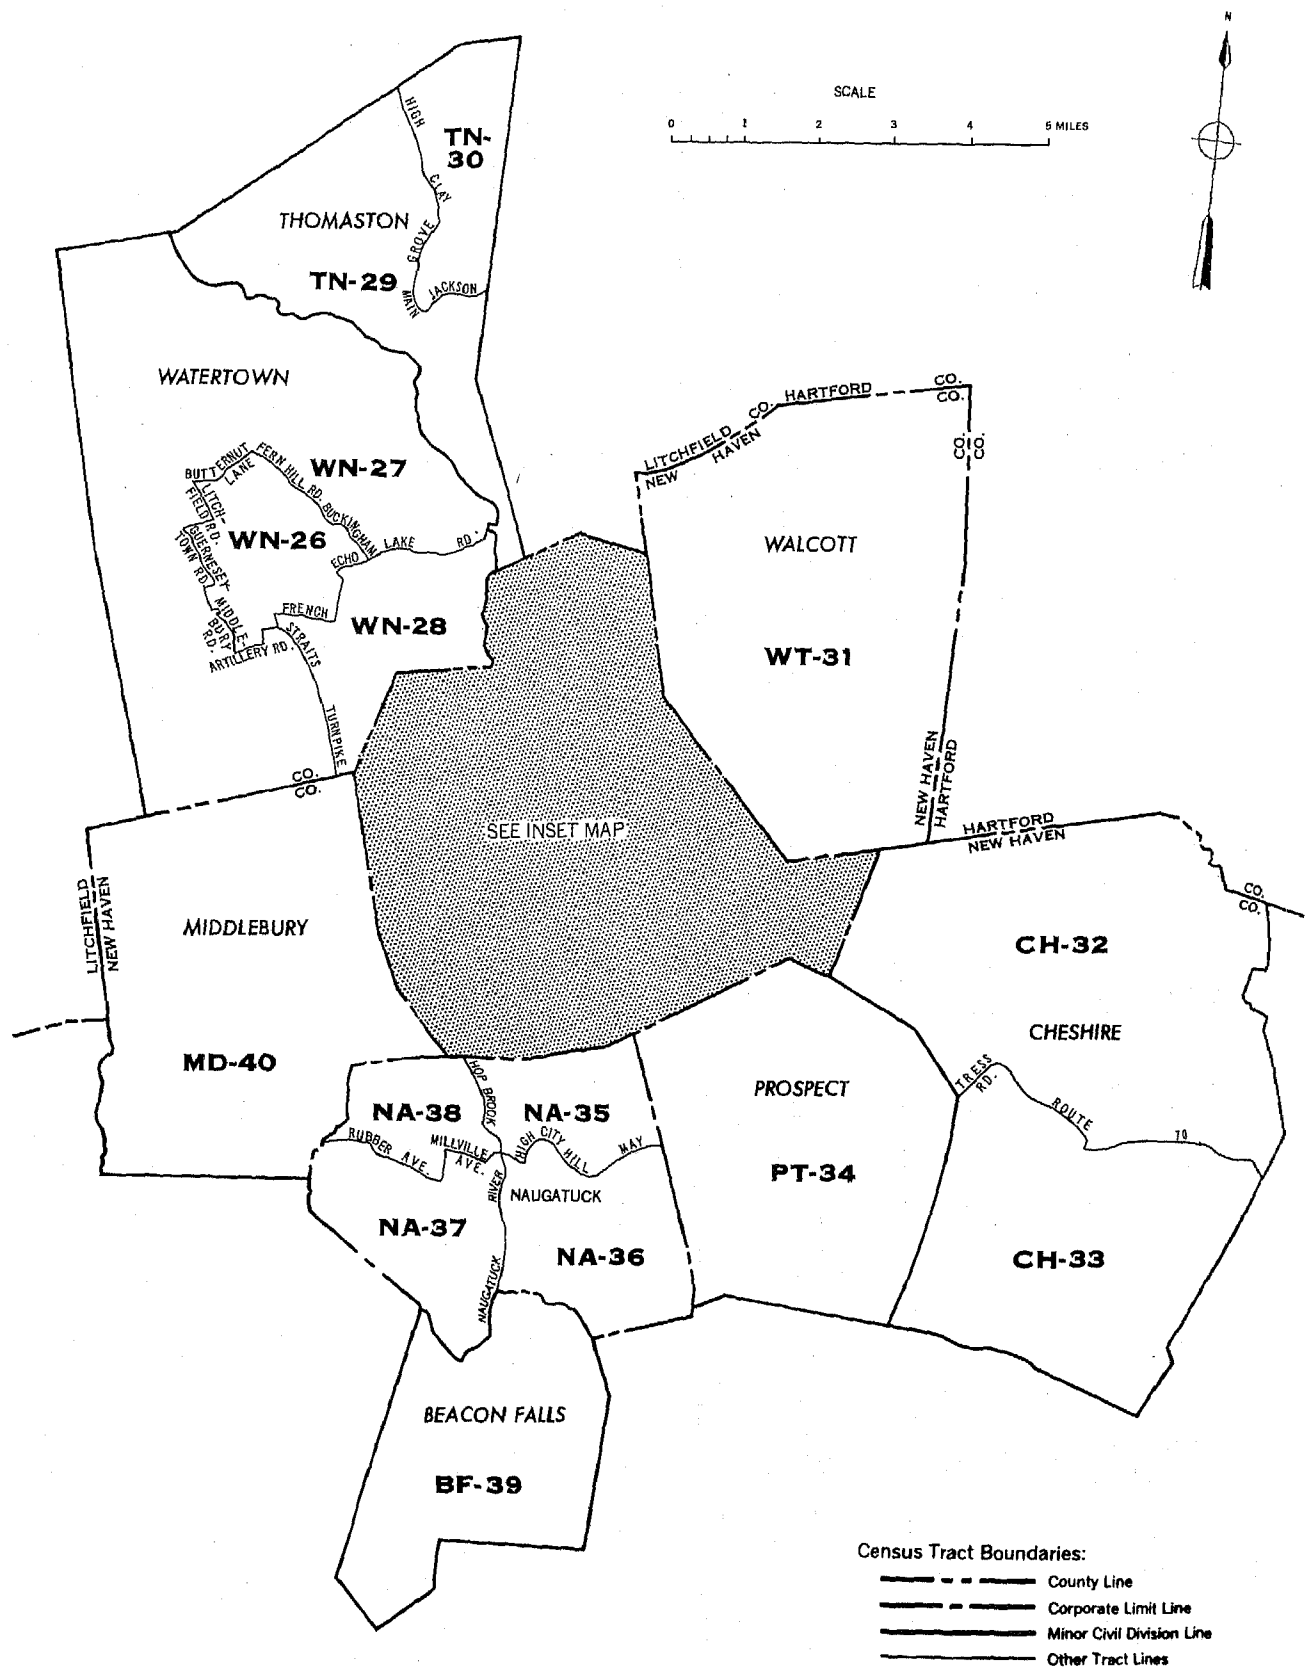 N
SCALE
0 1 2 3 4 5 MILES
HIGH
TN-
30
CLAY
THOMASTON
GROVE
TN-29
MAIN
JACKSON
WATERTOWN
HARTFORD
CO.
CO.
CO.
LITCHFIELD
NEW HAVEN
CO.
CO.
BUTTERNUT
LANE
FERN HILL RD.
BUCKINGHAM
WN-27
LITCH-
FIELD RD.
WN-26
GUERNESEY-
TOWN RD.
ECHO LAKE RD.
WALCOTT
MIDDLE-
BURY
RD.
FRENCH
WN-28
STRAITS
ARTILLERY RD.
WT-31
TURNPIKE
CO.
CO.
NEW HAVEN
HARTFORD
SEE INSET MAP
HARTFORD
NEW HAVEN
CO.
CO.
LITCHFIELD
NEW HAVEN
MIDDLEBURY
CH-32
CHESHIRE
MD-40
HOP BROOK
TRESS
RD.
PROSPECT
NA-38
NA-35
ROUTE
70
RUBBER AVE.
MILLVILLE
AVE.
HIGH CITY HILL
MAY
PT-34
RIVER
NAUGATUCK
NA-37
NA-36
CH-33
NAUGATUCK
BEACON FALLS
BF-39
Census Tract Boundaries:
County Line
Corporate Limit Line
Minor Civil Division Line
Other Tract Lines